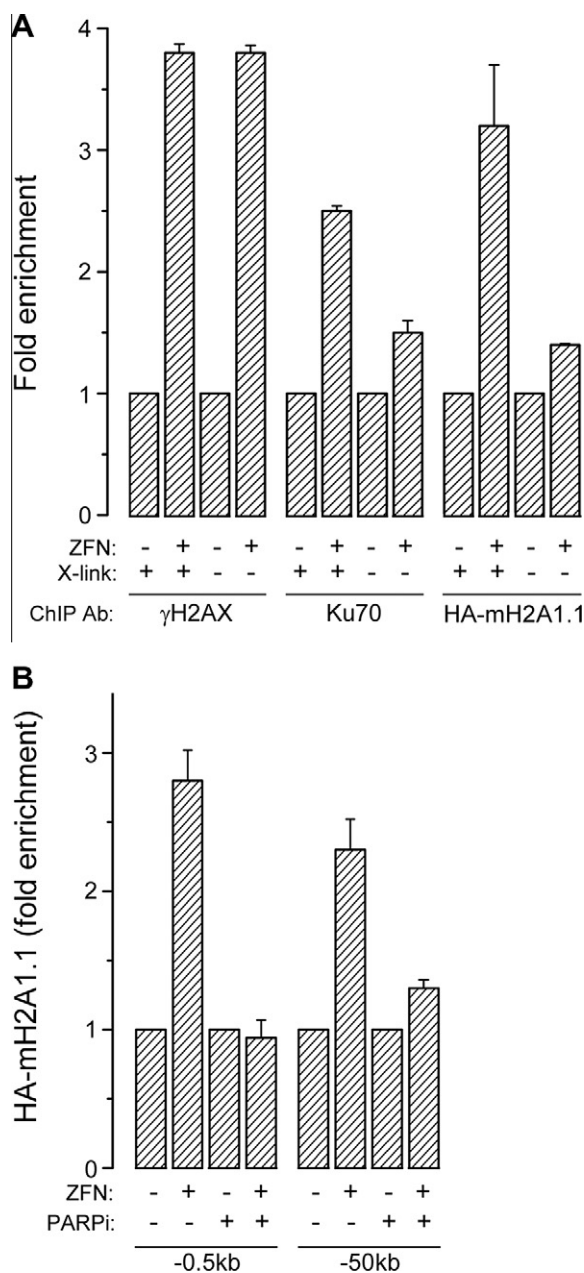 A
Fold enrichment
4
3
2
1
0
ZFN: - + - + - + - + - + - +
X-link: + + - - + + - - + + - -
ChIP Ab: γH2AX Ku70 HA-mH2A1.1
B
HA-mH2A1.1 (fold enrichment)
3
2
1
0
ZFN: - + - + - + - +
PARPi: - - + + - - + +
-0.5kb -50kb